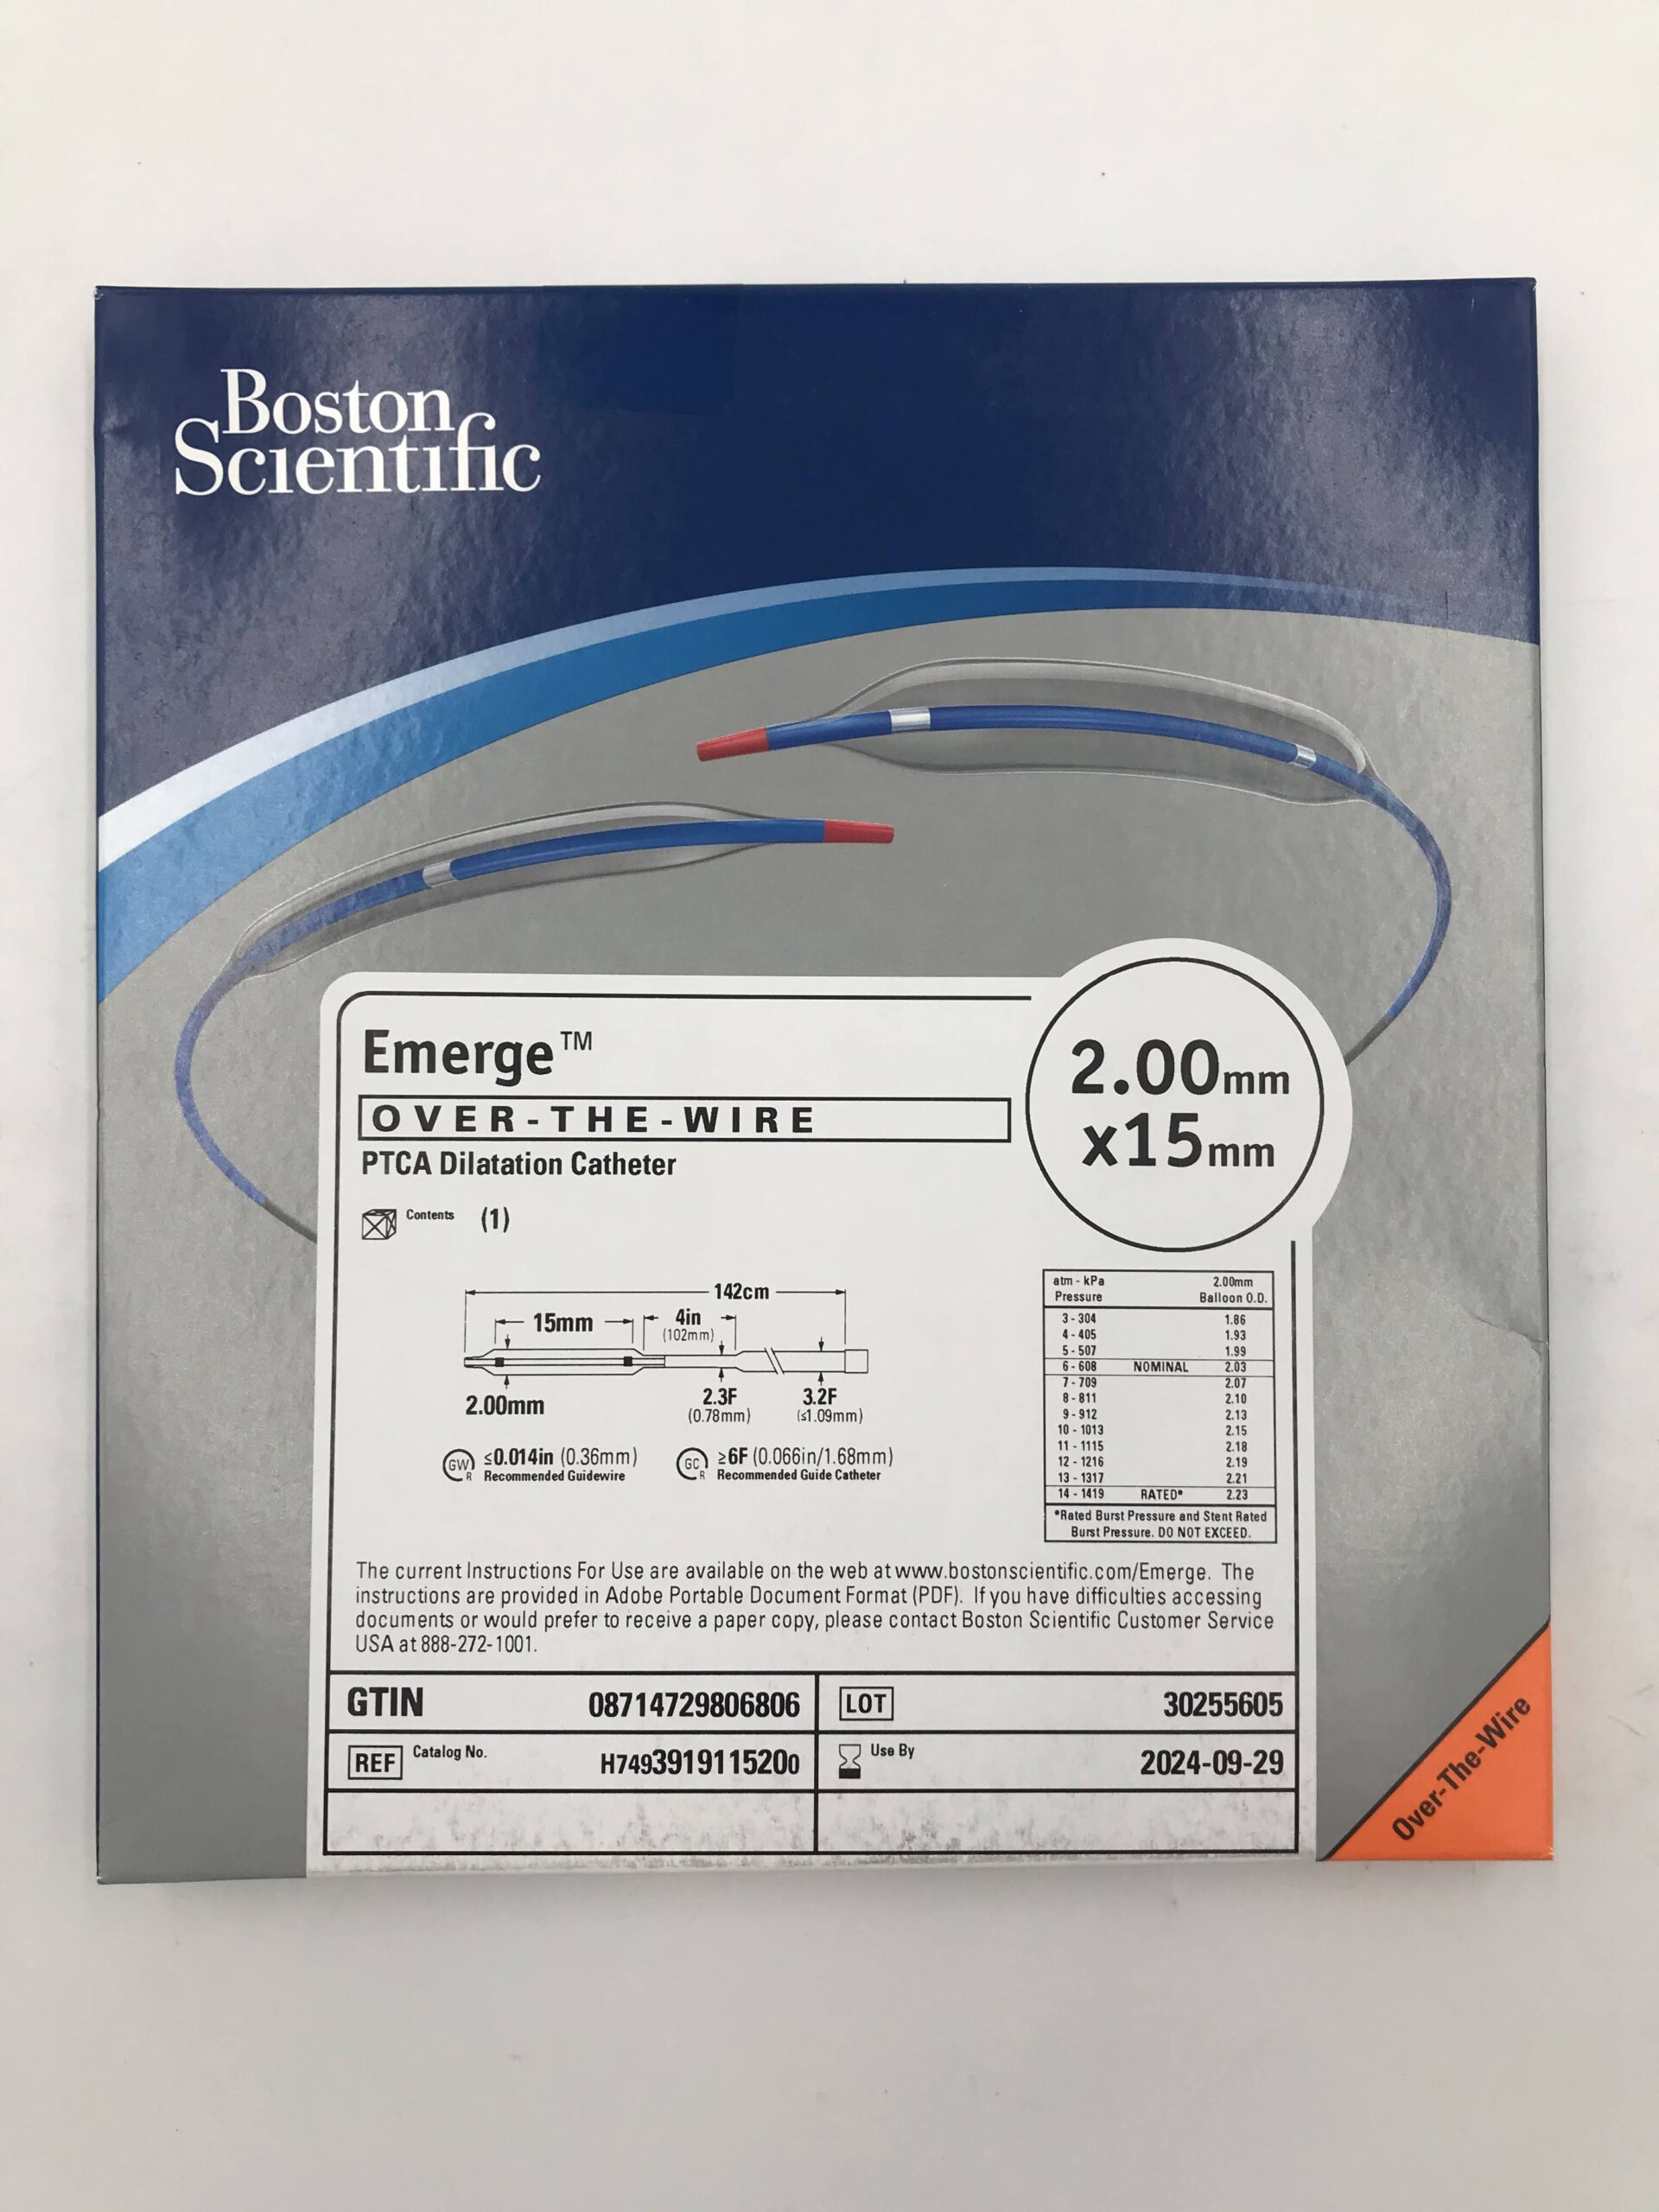 Boston
Scientific
Emerge™
OVER-THE-WIRE
PTCA Dilatation Catheter
2.00mm
x15mm
Contents (1)
142cm
15mm
4in
(102mm)
2.00mm
2.3F
(0.78mm)
3.2F
(≤1.09mm)
GW R ≤0.014in (0.36mm)
Recommended Guidewire
GC R ≥6F (0.066in/1.68mm)
Recommended Guide Catheter
atm - kPa 2.00mm
Pressure Balloon O.D.
3 - 304 1.86
4 - 405 1.93
5 - 507 1.99
6 - 608 NOMINAL 2.03
7 - 709 2.07
8 - 811 2.10
9 - 912 2.13
10 - 1013 2.15
11 - 1115 2.18
12 - 1216 2.19
13 - 1317 2.21
14 - 1419 RATED* 2.23
*Rated Burst Pressure and Stent Rated
Burst Pressure. DO NOT EXCEED.
The current Instructions For Use are available on the web at www.bostonscientific.com/Emerge. The
instructions are provided in Adobe Portable Document Format (PDF). If you have difficulties accessing
documents or would prefer to receive a paper copy, please contact Boston Scientific Customer Service
USA at 888-272-1001.
GTIN 08714729806806 LOT 30255605
REF Catalog No. H7493919115200 Use By 2024-09-29
Over-The-Wire